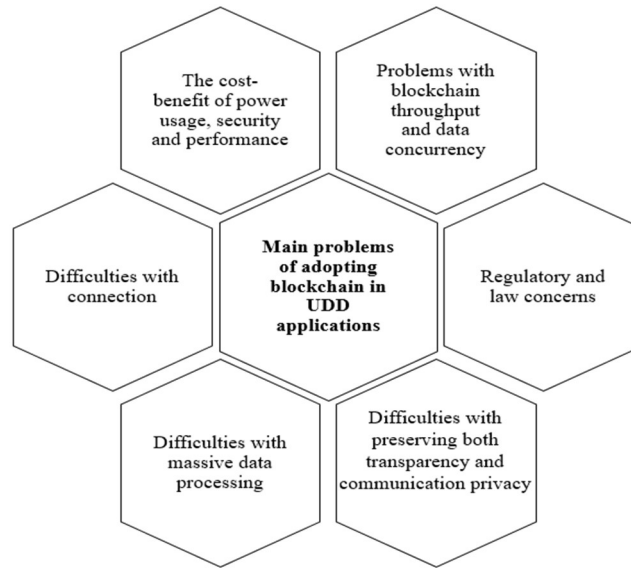 The cost-
benefit of power
usage, security
and performance
Problems with
blockchain
throughput
and data
concurrency
Difficulties with
connection
Main problems
of adopting
blockchain in
UDD
applications
Regulatory and
law concerns
Difficulties with
massive data
processing
Difficulties with
preserving both
transparency and
communication privacy